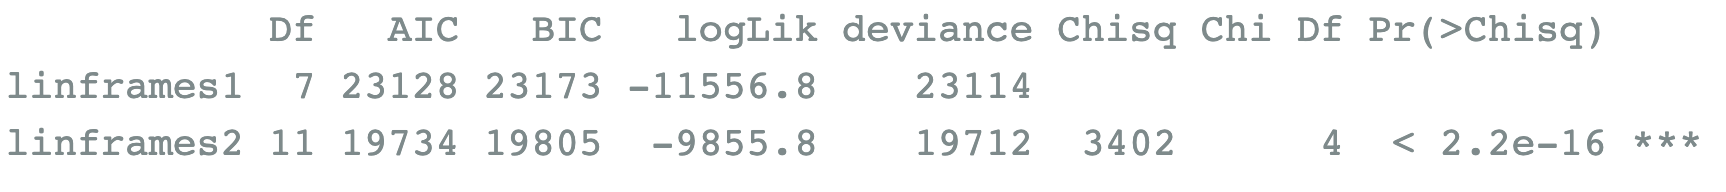 Df   AIC   BIC   logLik deviance Chisq Chi Df Pr(>Chisq)
linframes1  7 23128 23173 -11556.8    23114
linframes2 11 19734 19805  -9855.8    19712  3402      4  < 2.2e-16 ***